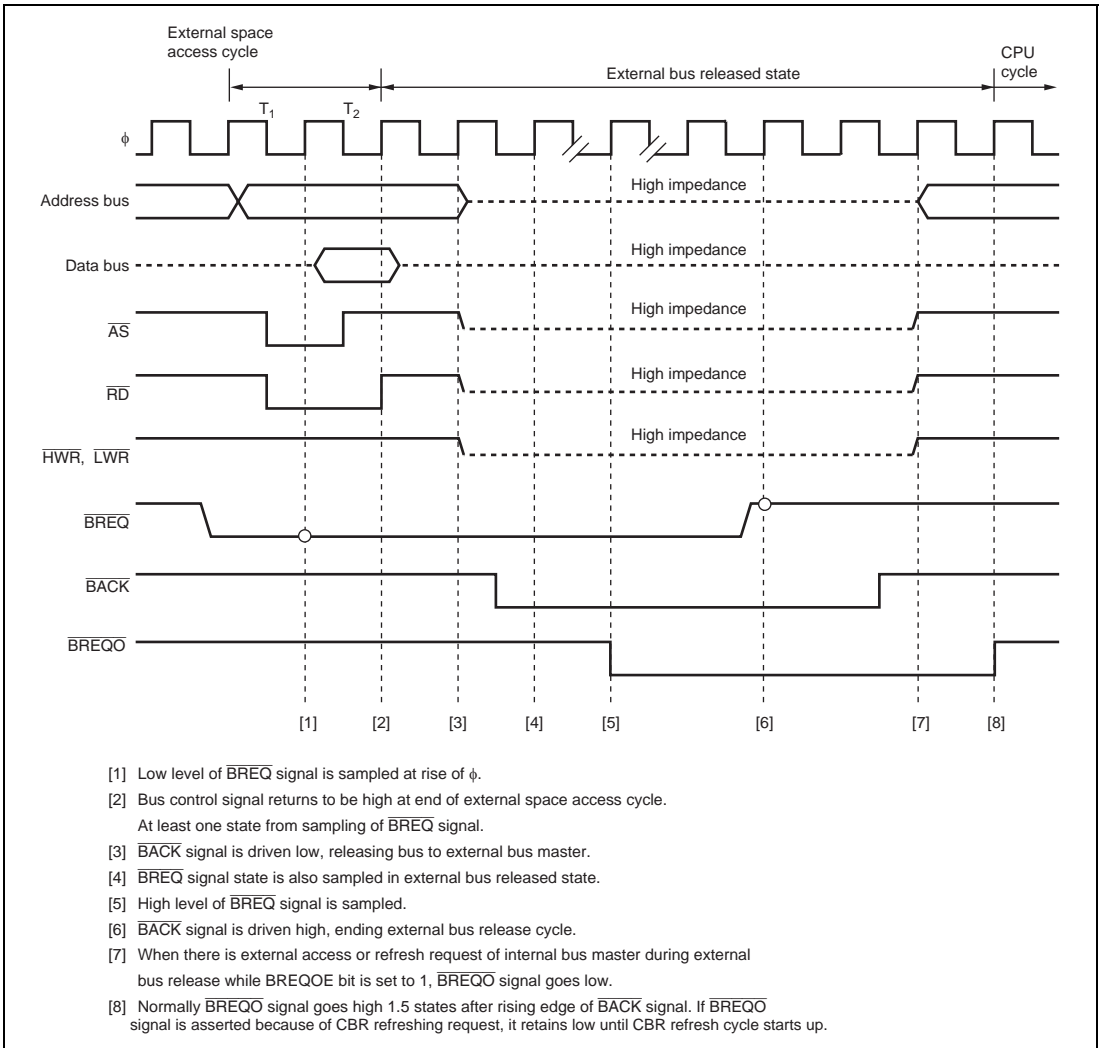 External space
access cycle
External bus released state
CPU
cycle
T1
T2
ϕ
Address bus
High impedance
Data bus
High impedance
AS
High impedance
RD
High impedance
HWR, LWR
High impedance
BREQ
BACK
BREQO
[1] [2] [3] [4] [5] [6] [7] [8]
[1] Low level of BREQ signal is sampled at rise of ϕ.
[2] Bus control signal returns to be high at end of external space access cycle.
At least one state from sampling of BREQ signal.
[3] BACK signal is driven low, releasing bus to external bus master.
[4] BREQ signal state is also sampled in external bus released state.
[5] High level of BREQ signal is sampled.
[6] BACK signal is driven high, ending external bus release cycle.
[7] When there is external access or refresh request of internal bus master during external
bus release while BREQOE bit is set to 1, BREQO signal goes low.
[8] Normally BREQO signal goes high 1.5 states after rising edge of BACK signal. If BREQO
signal is asserted because of CBR refreshing request, it retains low until CBR refresh cycle starts up.